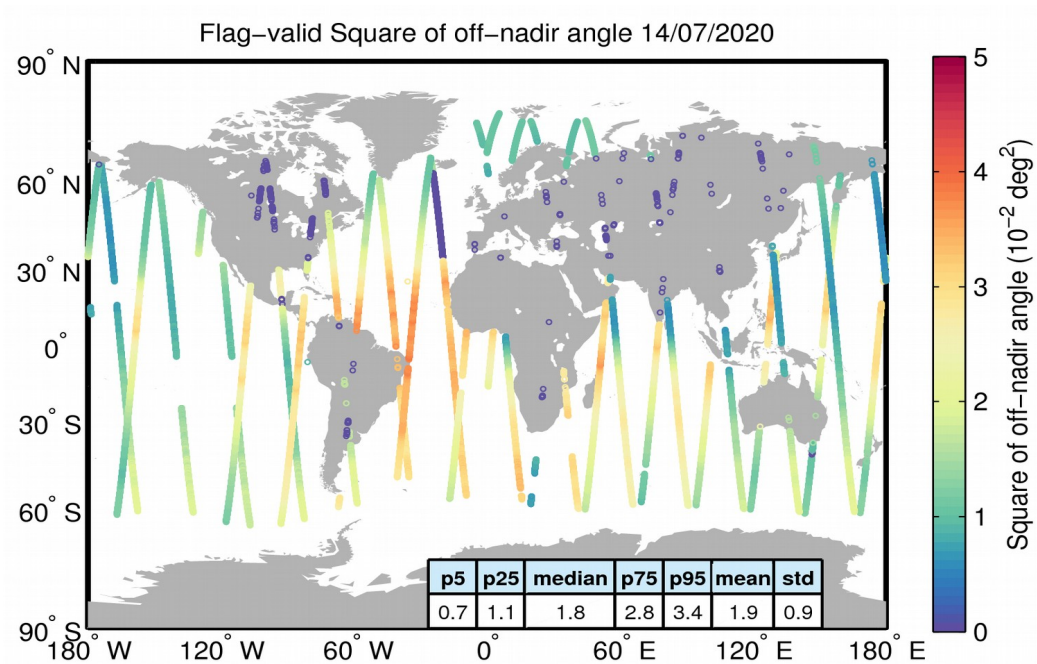 Flag−valid Square of off−nadir angle 14/07/2020
90° N
60° N
30° N
0°
30° S
60° S
90° S
180° W
120° W
60° W
0°
60° E
120° E
180° E
p5 p25 median p75 p95 mean std
0.7 1.1 1.8 2.8 3.4 1.9 0.9
5
4
3
2
1
0
Square of off−nadir angle (10−2 deg2)